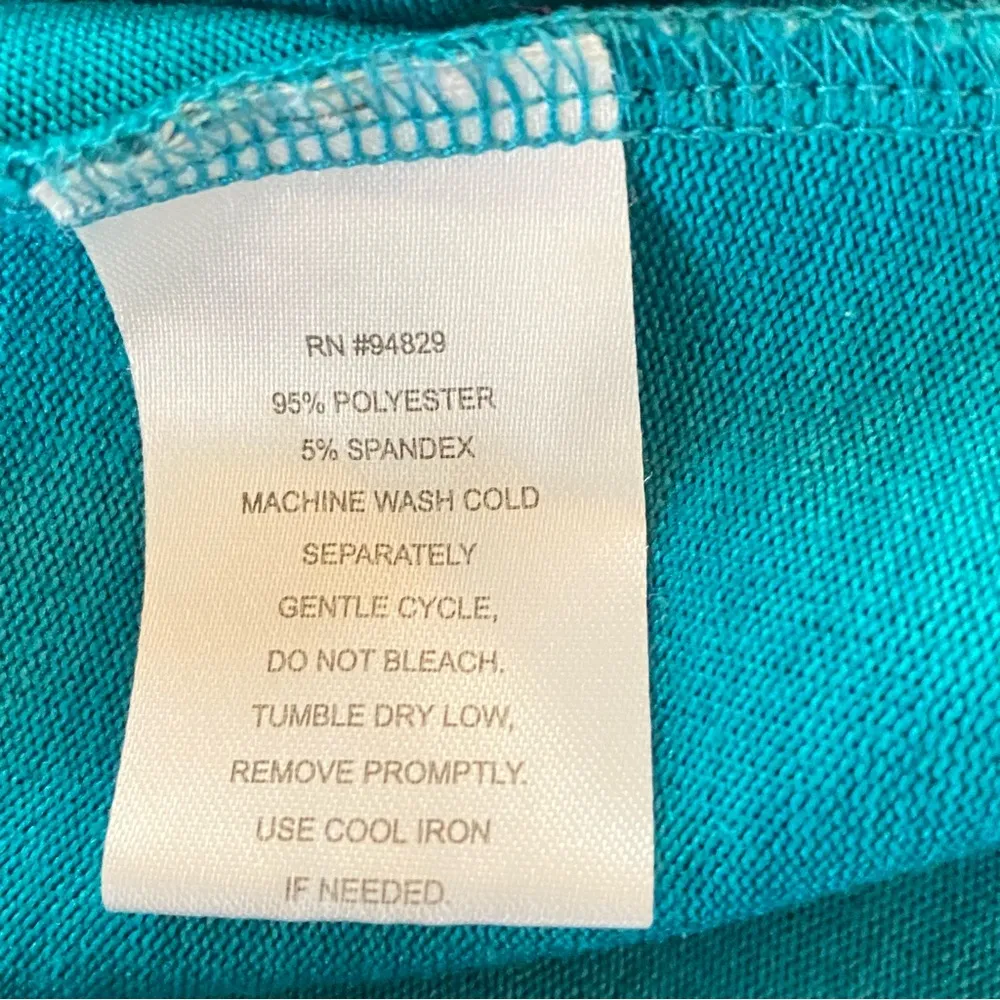 RN #94829
95% POLYESTER
5% SPANDEX
MACHINE WASH COLD
SEPARATELY
GENTLE CYCLE,
DO NOT BLEACH.
TUMBLE DRY LOW,
REMOVE PROMPTLY.
USE COOL IRON
IF NEEDED.